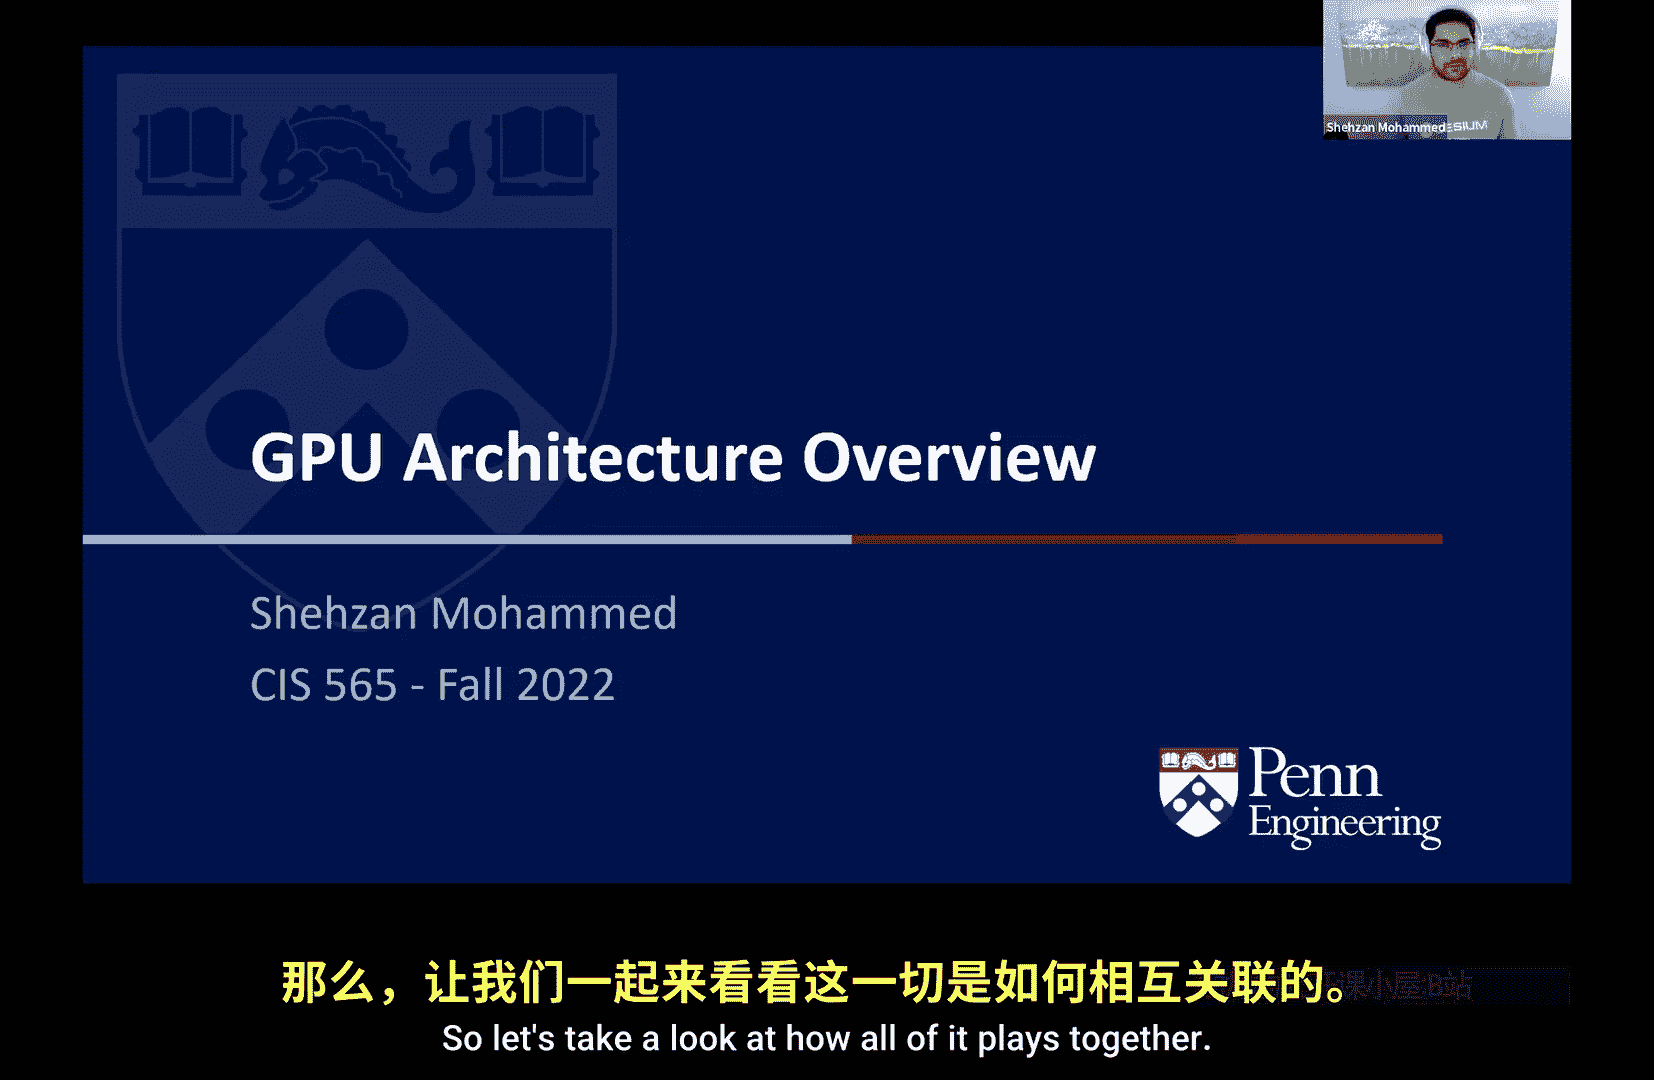 Shehzan Mohammed
GPU Architecture Overview
Shehzan Mohammed
CIS 565 - Fall 2022
Penn
Engineering
那么，让我们一起来看看这一切是如何相互关联的。
So let's take a look at how all of it plays together.